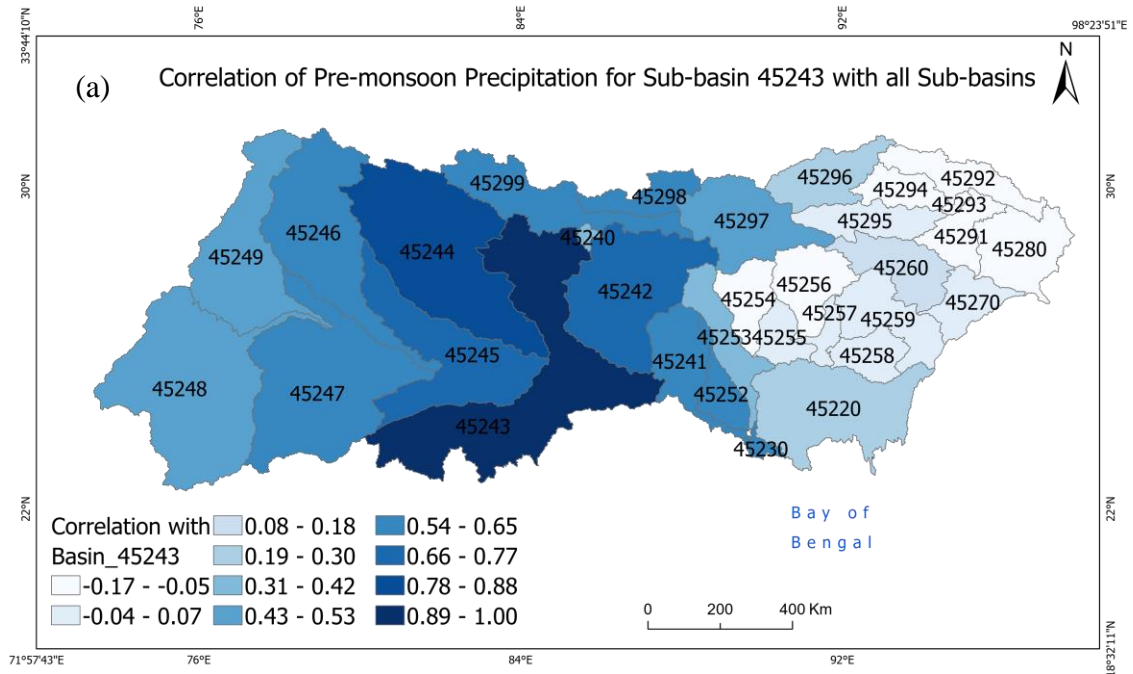 76°E 84°E 92°E 98°23'51"E
33°44'10"N
(a) Correlation of Pre-monsoon Precipitation for Sub-basin 45243 with all Sub-basins
N
30°N 30°N
45299 45298 45296 45292
45294
45293
45246 45297 45295
45249 45244 45240 45291 45280
45260
45242 45254 45256 45270
45257 45259
45253 45255
45245 45241 45258
45248 45247 45252
45243 45220
45230
22°N 22°N
Correlation with
Basin_45243
-0.17 - -0.05
-0.04 - 0.07
0.08 - 0.18
0.19 - 0.30
0.31 - 0.42
0.43 - 0.53
0.54 - 0.65
0.66 - 0.77
0.78 - 0.88
0.89 - 1.00
Bay of
Bengal
0 200 400 Km
71°57'43"E 76°E 84°E 92°E
18°32'11"N